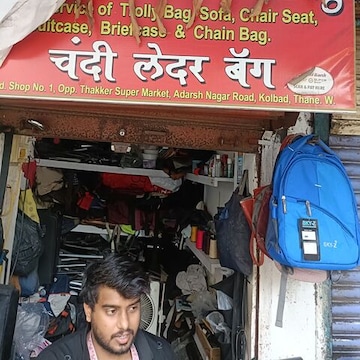 ervice of Trolly Bag, Sofa, Chair Seat,
uitcase, Briefcase & Chain Bag.
चंदी लेदर बॅग
Shop No. 1, Opp. Thakker Super Market, Adarsh Nagar Road, Kolbad, Thane. W.
SKY-Z